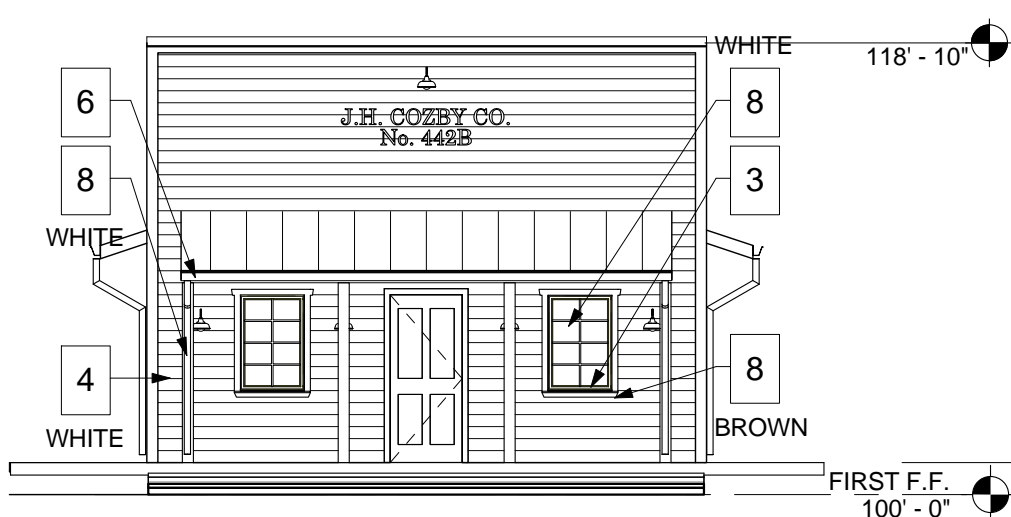 WHITE
118' - 10"
6
8
J.H. COZBY CO.
No. 442B
8
3
WHITE
4
8
WHITE
BROWN
FIRST F.F.
100' - 0"